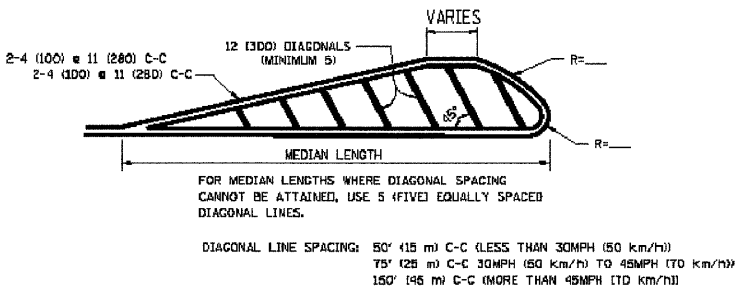 VARIES
12 (300) DIAGONALS
(MINIMUM 5)
2-4 (100) @ 11 (280) C-C
2-4 (100) @ 11 (280) C-C
R=___
45°
R=___
MEDIAN LENGTH
FOR MEDIAN LENGTHS WHERE DIAGONAL SPACING
CANNOT BE ATTAINED, USE 5 (FIVE) EQUALLY SPACED
DIAGONAL LINES.
DIAGONAL LINE SPACING: 50' (15 m) C-C (LESS THAN 30MPH (50 km/h))
75' (25 m) C-C 30MPH (50 km/h) TO 45MPH (70 km/h))
150' (45 m) C-C (MORE THAN 45MPH (70 km/h))